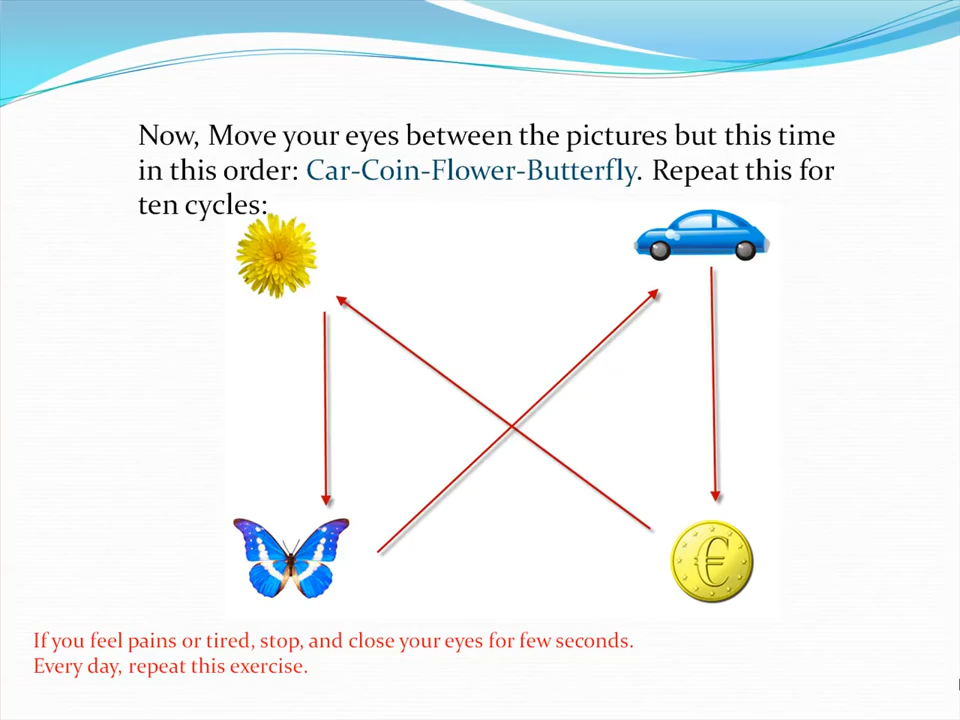 Now, Move your eyes between the pictures but this time
in this order: Car-Coin-Flower-Butterfly. Repeat this for
ten cycles:
€
If you feel pains or tired, stop, and close your eyes for few seconds.
Every day, repeat this exercise.